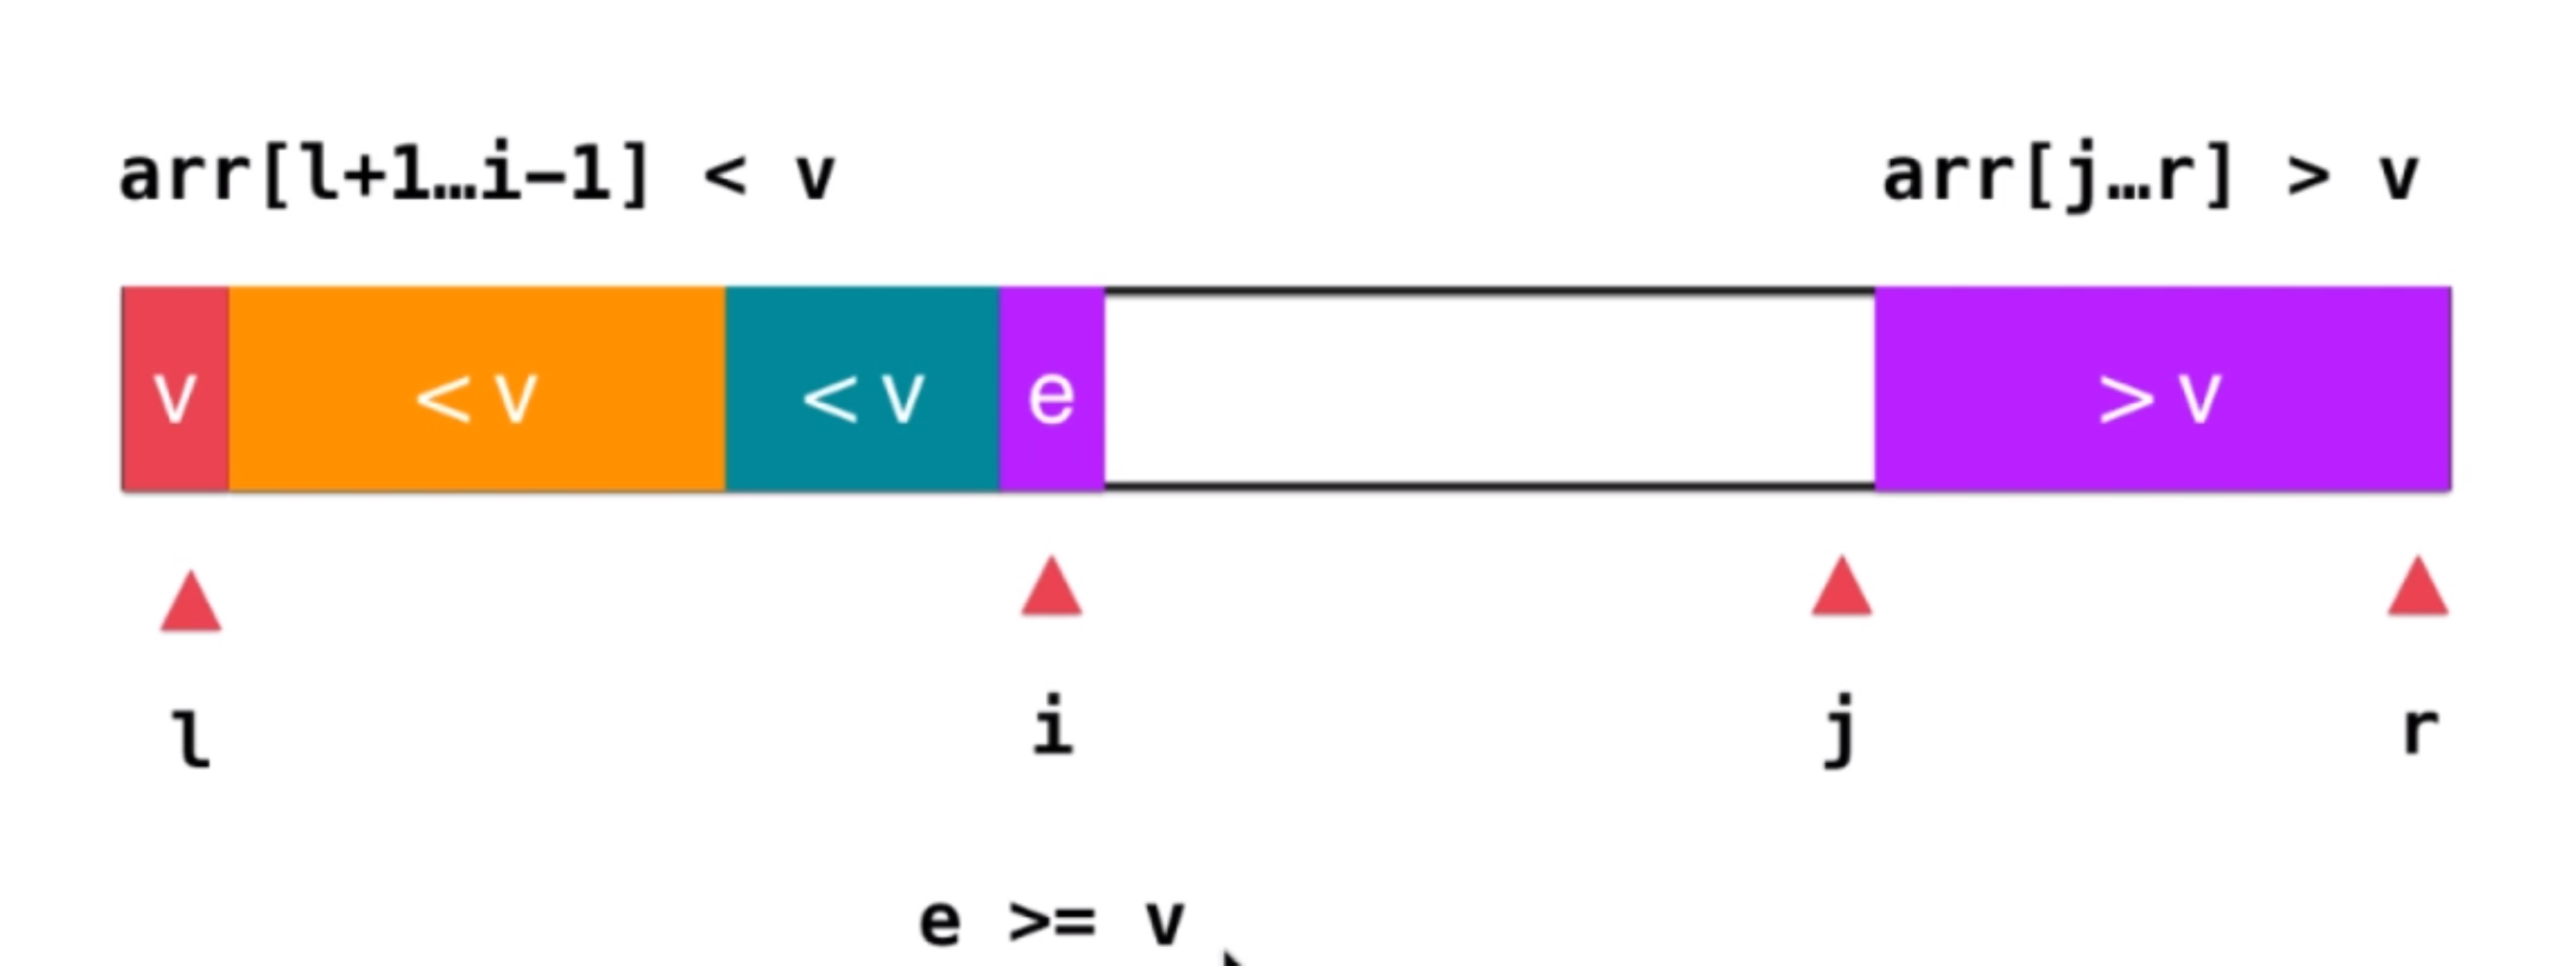 arr[l+1…i-1] < v arr[j…r] > v
v < v < v e > v
l i j r
e >= v